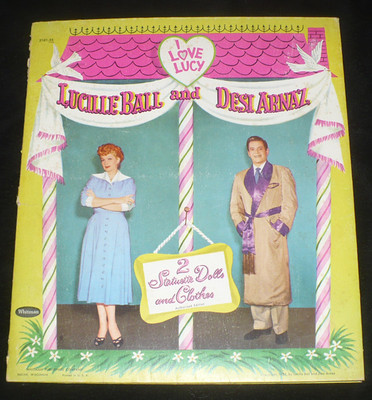 I
LOVE
LUCY
LUCILLE BALL and DESI ARNAZ
2
Statuette Dolls
and Clothes
Whitman